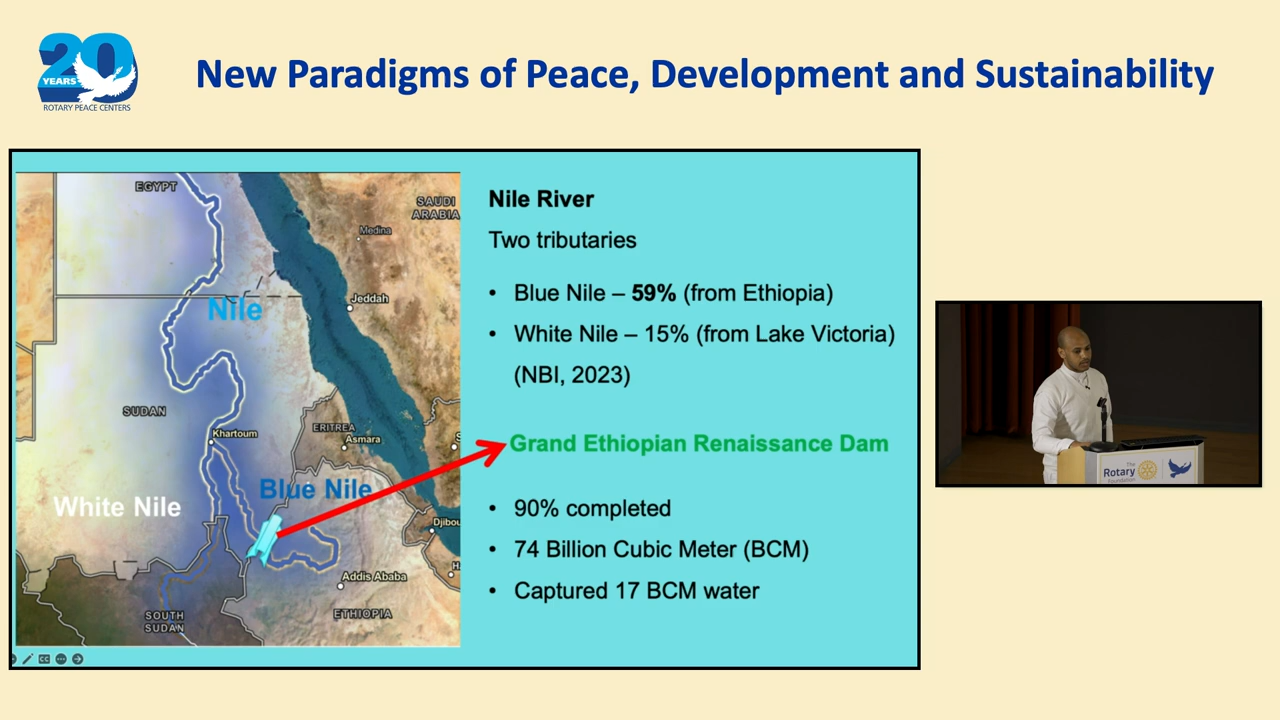 20
YEARS
ROTARY PEACE CENTERS
New Paradigms of Peace, Development and Sustainability
EGYPT
SAUDI
ARABIA
Medina
Jeddah
Nile
SUDAN
Khartoum
ERITREA
Asmara
White Nile
Blue Nile
Addis Ababa
SOUTH
SUDAN
ETHIOPIA
Nile River
Two tributaries
• Blue Nile – 59% (from Ethiopia)
• White Nile – 15% (from Lake Victoria)
(NBI, 2023)
Grand Ethiopian Renaissance Dam
• 90% completed
• 74 Billion Cubic Meter (BCM)
• Captured 17 BCM water
Djibou
CC
The
Rotary
Foundation